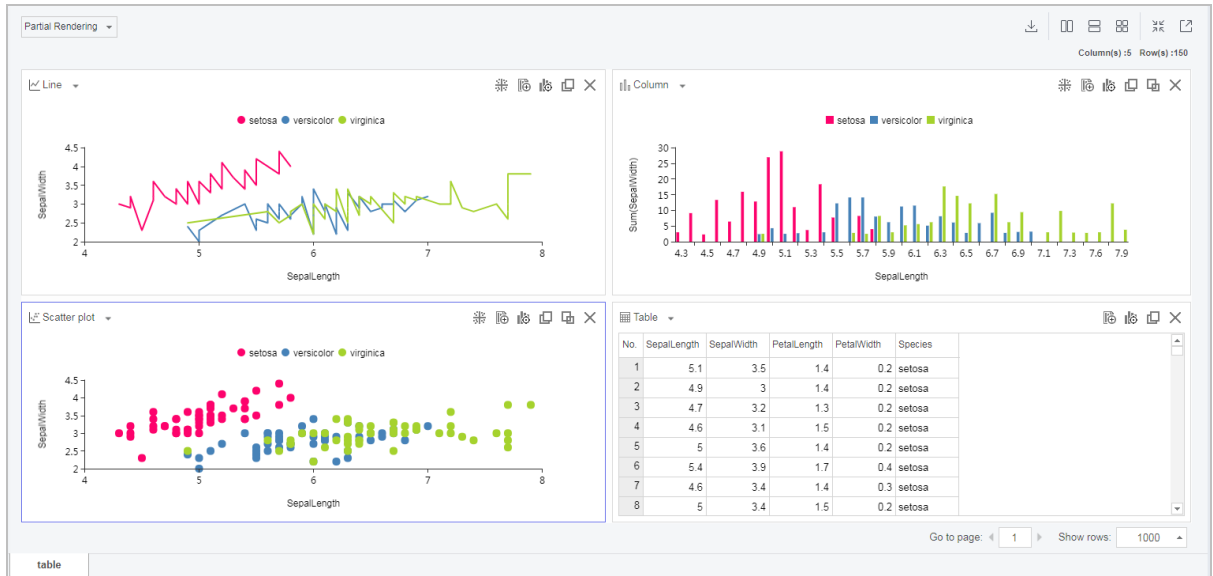 Partial Rendering
Column(s) :5 Row(s) :150
Line
setosa versicolor virginica
SepalWidth
4.5
4
3.5
3
2.5
2
4 5 6 7 8
SepalLength
Column
setosa versicolor virginica
Sum(SepalWidth)
30
25
20
15
10
5
0
4.3 4.5 4.7 4.9 5.1 5.3 5.5 5.7 5.9 6.1 6.3 6.5 6.7 6.9 7.1 7.3 7.6 7.9
SepalLength
Scatter plot
setosa versicolor virginica
SepalWidth
4.5
4
3.5
3
2.5
2
4 5 6 7 8
SepalLength
Table
No. SepalLength SepalWidth PetalLength PetalWidth Species
1 5.1 3.5 1.4 0.2 setosa
2 4.9 3 1.4 0.2 setosa
3 4.7 3.2 1.3 0.2 setosa
4 4.6 3.1 1.5 0.2 setosa
5 5 3.6 1.4 0.2 setosa
6 5.4 3.9 1.7 0.4 setosa
7 4.6 3.4 1.4 0.3 setosa
8 5 3.4 1.5 0.2 setosa
Go to page: 1 Show rows: 1000
table